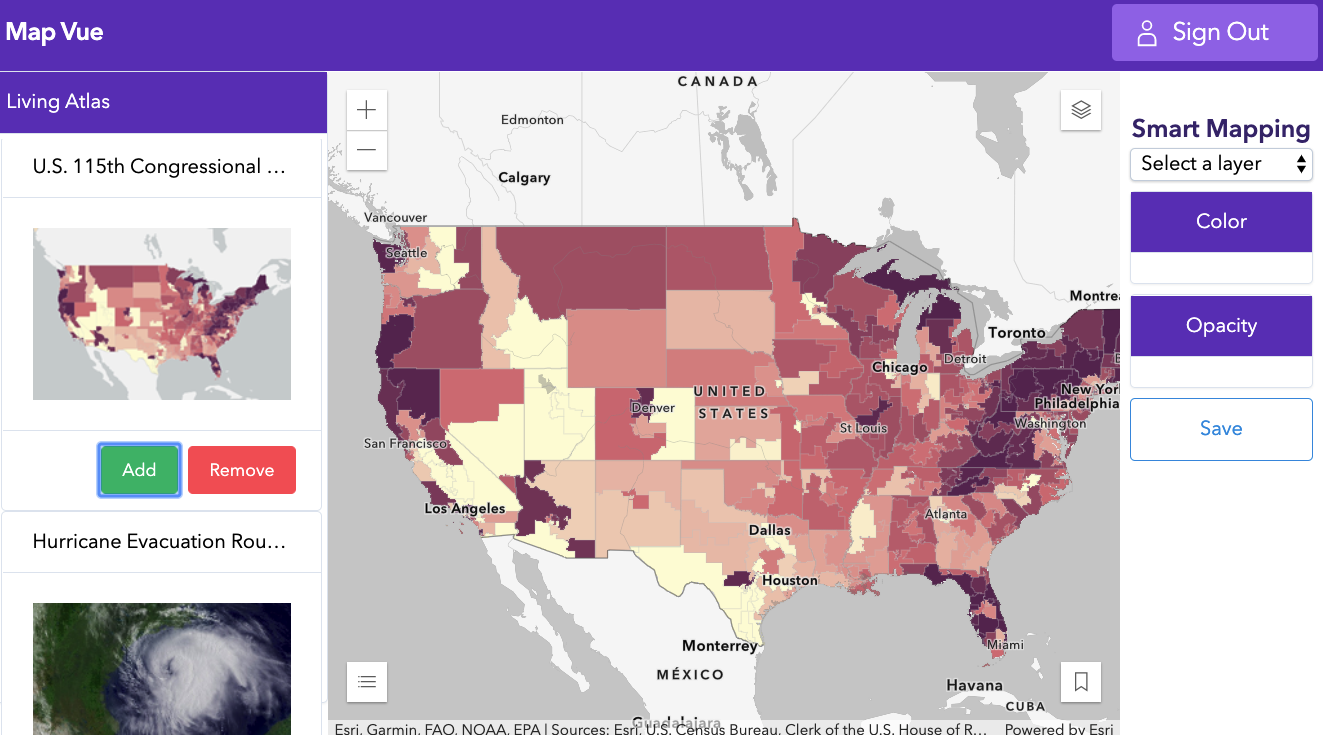 Map Vue
Sign Out
Living Atlas
U.S. 115th Congressional …
Add
Remove
Hurricane Evacuation Rou…
CANADA
Edmonton
Calgary
Vancouver
Seattle
Montrea
Toronto
Detroit
Chicago
New Yor
Philadelphia
UNITED
STATES
Denver
St Louis
Washington
San Francisco
Los Angeles
Atlanta
Dallas
Houston
Monterrey
Miami
MÉXICO
Havana
CUBA
Guadalajara
Esri, Garmin, FAO, NOAA, EPA | Sources: Esri, U.S. Census Bureau, Clerk of the U.S. House of R…
Powered by Esri
Smart Mapping
Select a layer
Color
Opacity
Save